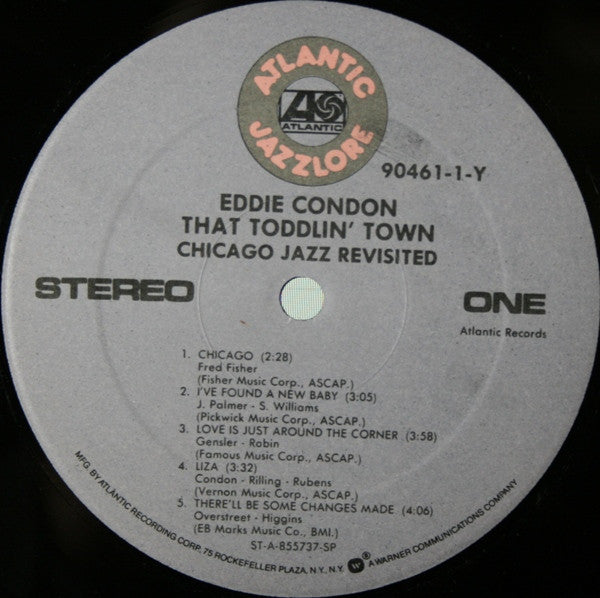 ATLANTIC
ATLANTIC
JAZZLORE
90461-1-Y
EDDIE CONDON
THAT TODDLIN' TOWN
CHICAGO JAZZ REVISITED
STEREO
ONE
Atlantic Records
1. CHICAGO (2:28)
Fred Fisher
(Fisher Music Corp., ASCAP.)
2. I'VE FOUND A NEW BABY (3:05)
J. Palmer - S. Williams
(Pickwick Music Corp., ASCAP.)
3. LOVE IS JUST AROUND THE CORNER (3:58)
Gensler - Robin
(Famous Music Corp., ASCAP.)
4. LIZA (3:32)
Condon - Rilling - Rubens
(Vernon Music Corp., ASCAP.)
5. THERE'LL BE SOME CHANGES MADE (4:06)
Overstreet - Higgins
(EB Marks Music Co., BMI.)
ST-A-855737-SP
MFG. BY ATLANTIC RECORDING CORP. 75 ROCKEFELLER PLAZA, N.Y., N.Y. W ® A WARNER COMMUNICATIONS COMPANY